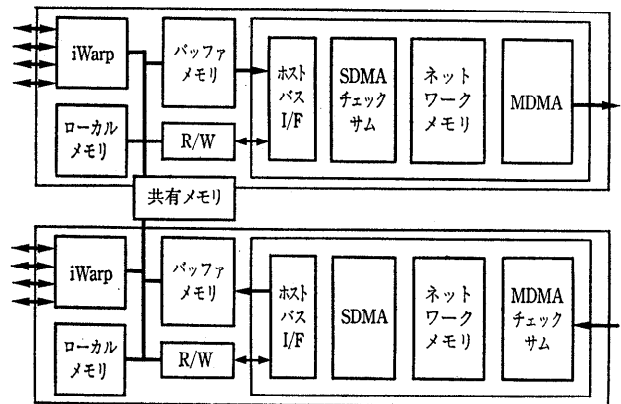 iWarp
バッファ
メモリ
ホスト
バス
I/F
SDMA
チェック
サム
ネット
ワーク
メモリ
MDMA
ローカル
メモリ
R/W
共有メモリ
iWarp
バッファ
メモリ
ホスト
バス
I/F
SDMA
ネット
ワーク
メモリ
MDMA
チェック
サム
ローカル
メモリ
R/W